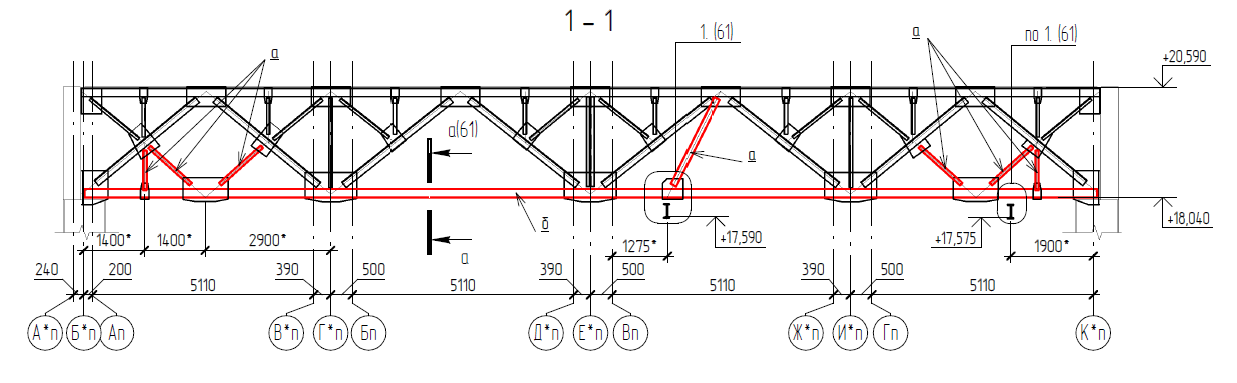 1 – 1
1. (61)
а
по 1. (61)
+20,590
а
а(61)
а
I
I
+18,040
+17,590
+17,575
б
1400*
1400*
2900*
а
1275*
1900*
240
200
390
500
390
500
390
500
5110
5110
5110
5110
А*п
Б*п
Ап
В*п
Г*п
Бп
Д*п
Е*п
Вп
Ж*п
И*п
Гп
К*п